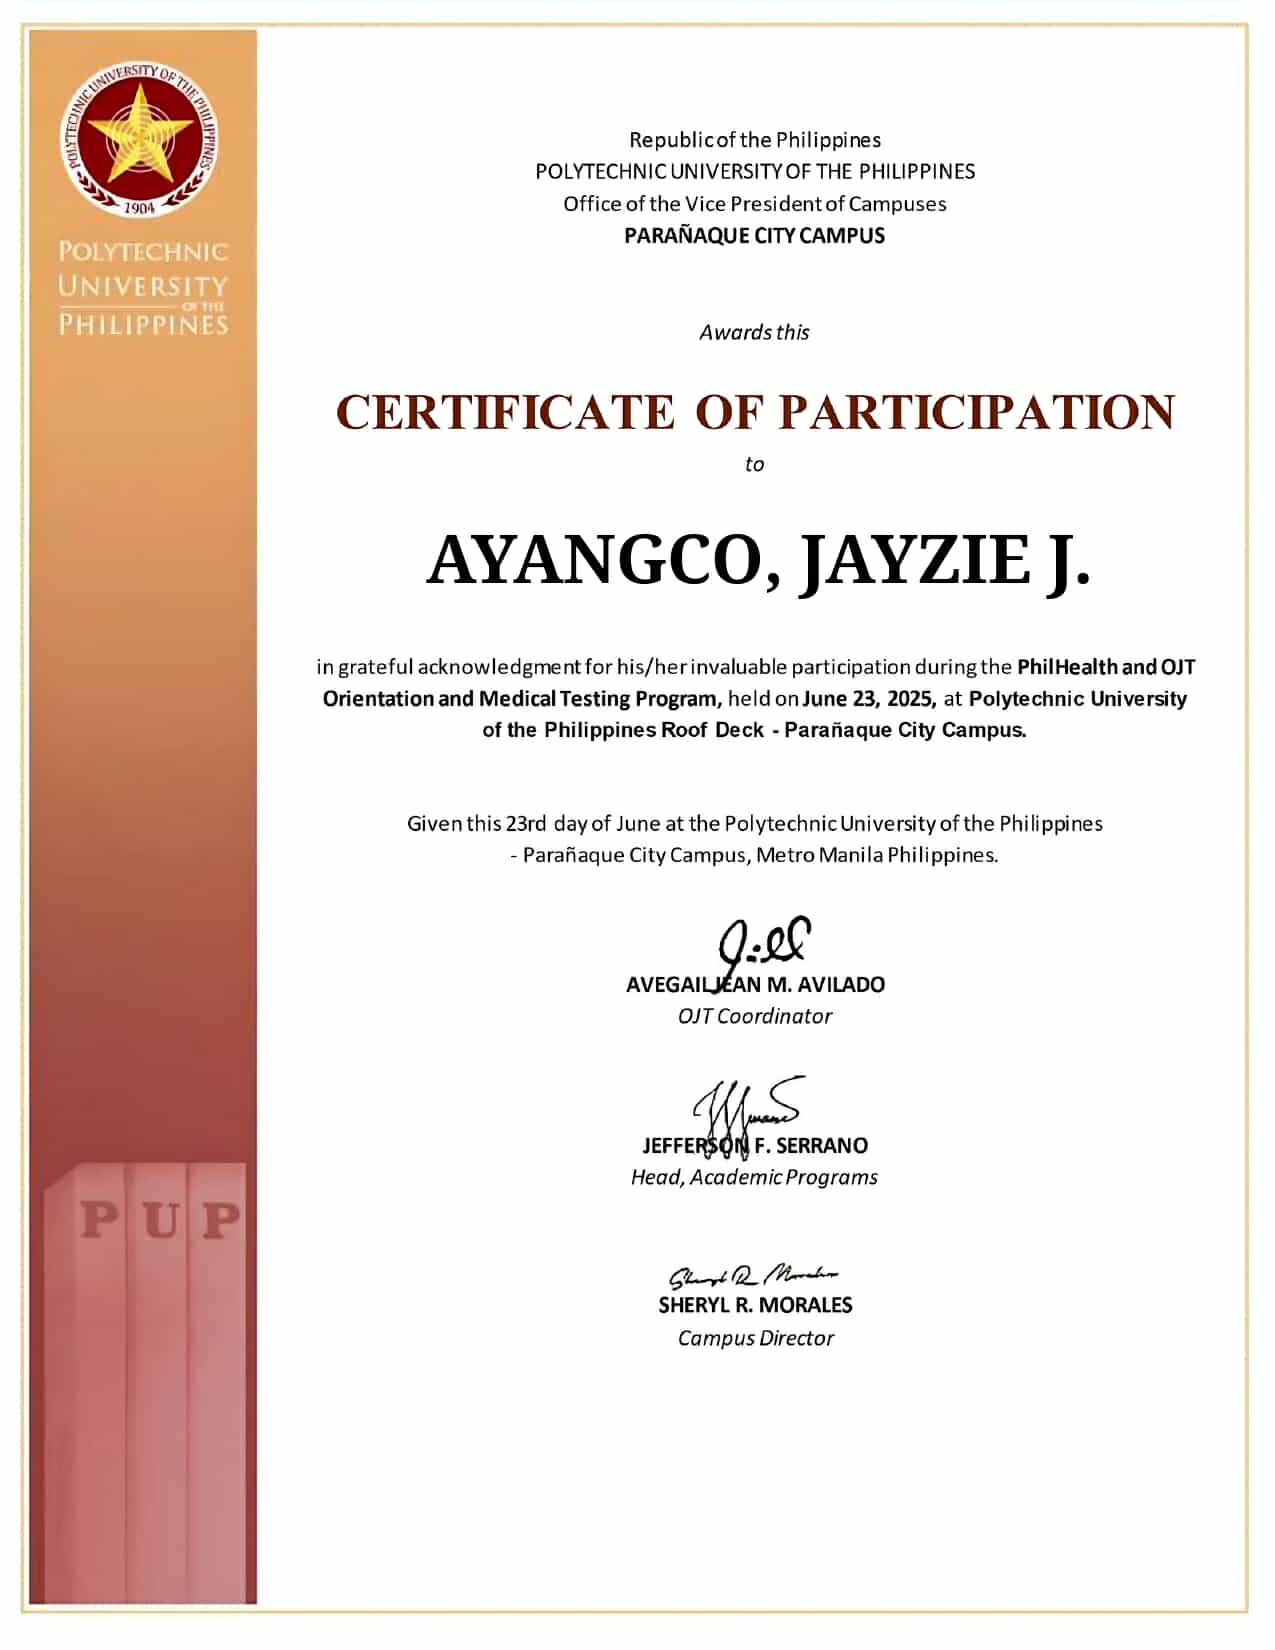 POLYTECHNIC UNIVERSITY OF THE PHILIPPINES
1904
POLYTECHNIC
UNIVERSITY
OF THE
PHILIPPINES
Republic of the Philippines
POLYTECHNIC UNIVERSITY OF THE PHILIPPINES
Office of the Vice President of Campuses
PARAÑAQUE CITY CAMPUS
Awards this
CERTIFICATE OF PARTICIPATION
to
AYANGCO, JAYZIE J.
in grateful acknowledgment for his/her invaluable participation during the PhilHealth and OJT
Orientation and Medical Testing Program, held on June 23, 2025, at Polytechnic University
of the Philippines Roof Deck - Parañaque City Campus.
Given this 23rd day of June at the Polytechnic University of the Philippines
- Parañaque City Campus, Metro Manila Philippines.
AVEGAIL JEAN M. AVILADO
OJT Coordinator
JEFFERSON F. SERRANO
Head, Academic Programs
Sheryl R. Morales
SHERYL R. MORALES
Campus Director
P U P